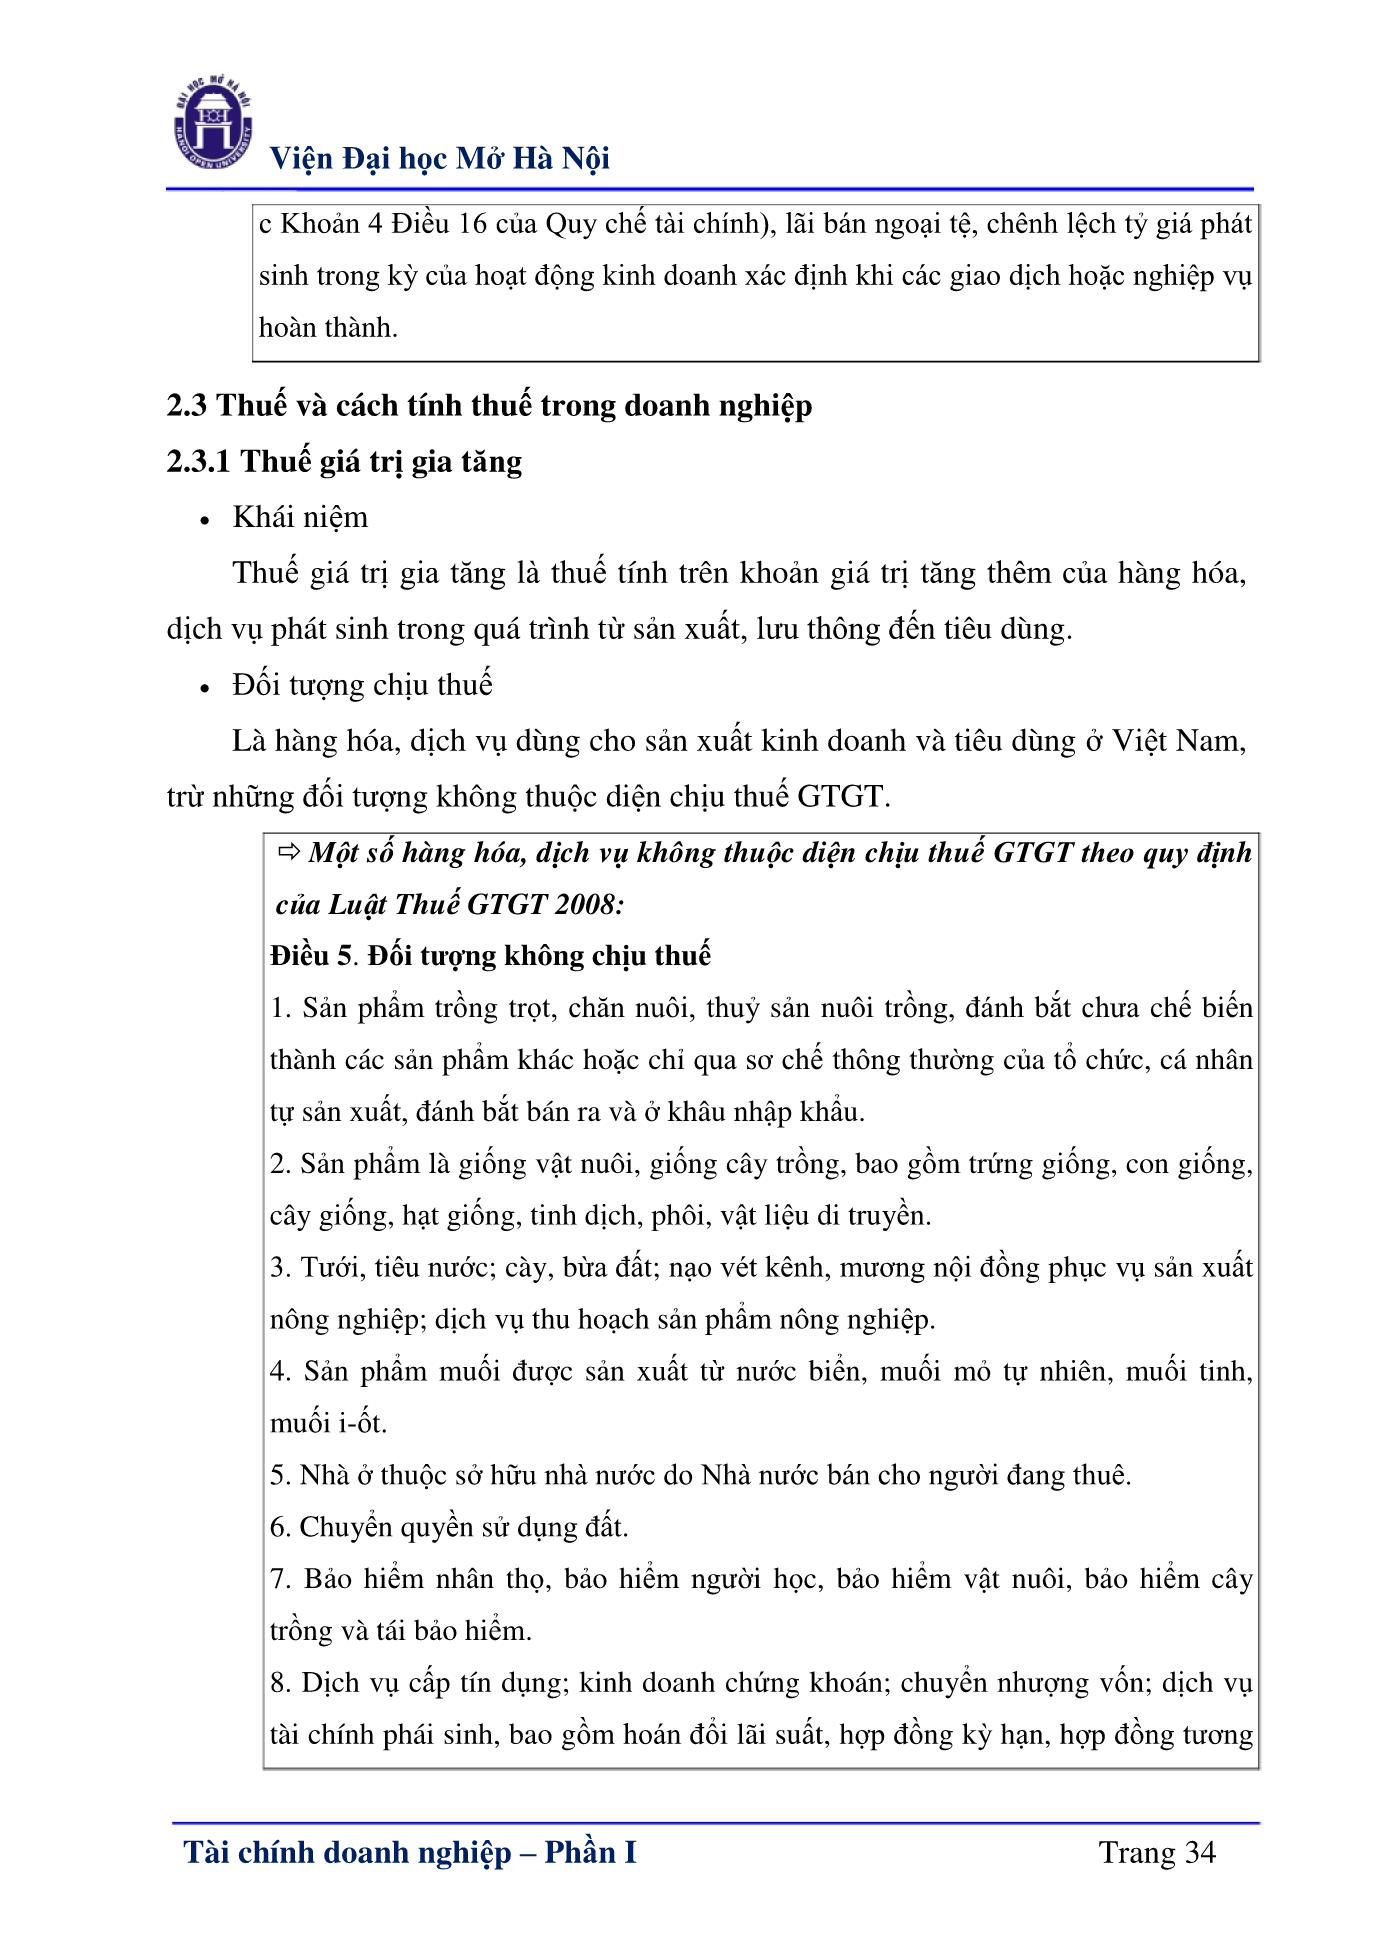 ĐẠI HỌC MỞ HÀ NỘI
HANOI OPEN UNIVERSITY
Viện Đại học Mở Hà Nội
c Khoản 4 Điều 16 của Quy chế tài chính), lãi bán ngoại tệ, chênh lệch tỷ giá phát
sinh trong kỳ của hoạt động kinh doanh xác định khi các giao dịch hoặc nghiệp vụ
hoàn thành.
2.3 Thuế và cách tính thuế trong doanh nghiệp
2.3.1 Thuế giá trị gia tăng
• Khái niệm
Thuế giá trị gia tăng là thuế tính trên khoản giá trị tăng thêm của hàng hóa,
dịch vụ phát sinh trong quá trình từ sản xuất, lưu thông đến tiêu dùng.
• Đối tượng chịu thuế
Là hàng hóa, dịch vụ dùng cho sản xuất kinh doanh và tiêu dùng ở Việt Nam,
trừ những đối tượng không thuộc diện chịu thuế GTGT.
⇨ Một số hàng hóa, dịch vụ không thuộc diện chịu thuế GTGT theo quy định
của Luật Thuế GTGT 2008:
Điều 5. Đối tượng không chịu thuế
1. Sản phẩm trồng trọt, chăn nuôi, thuỷ sản nuôi trồng, đánh bắt chưa chế biến
thành các sản phẩm khác hoặc chỉ qua sơ chế thông thường của tổ chức, cá nhân
tự sản xuất, đánh bắt bán ra và ở khâu nhập khẩu.
2. Sản phẩm là giống vật nuôi, giống cây trồng, bao gồm trứng giống, con giống,
cây giống, hạt giống, tinh dịch, phôi, vật liệu di truyền.
3. Tưới, tiêu nước; cày, bừa đất; nạo vét kênh, mương nội đồng phục vụ sản xuất
nông nghiệp; dịch vụ thu hoạch sản phẩm nông nghiệp.
4. Sản phẩm muối được sản xuất từ nước biển, muối mỏ tự nhiên, muối tinh,
muối i-ốt.
5. Nhà ở thuộc sở hữu nhà nước do Nhà nước bán cho người đang thuê.
6. Chuyển quyền sử dụng đất.
7. Bảo hiểm nhân thọ, bảo hiểm người học, bảo hiểm vật nuôi, bảo hiểm cây
trồng và tái bảo hiểm.
8. Dịch vụ cấp tín dụng; kinh doanh chứng khoán; chuyển nhượng vốn; dịch vụ
tài chính phái sinh, bao gồm hoán đổi lãi suất, hợp đồng kỳ hạn, hợp đồng tương
Tài chính doanh nghiệp – Phần I
Trang 34